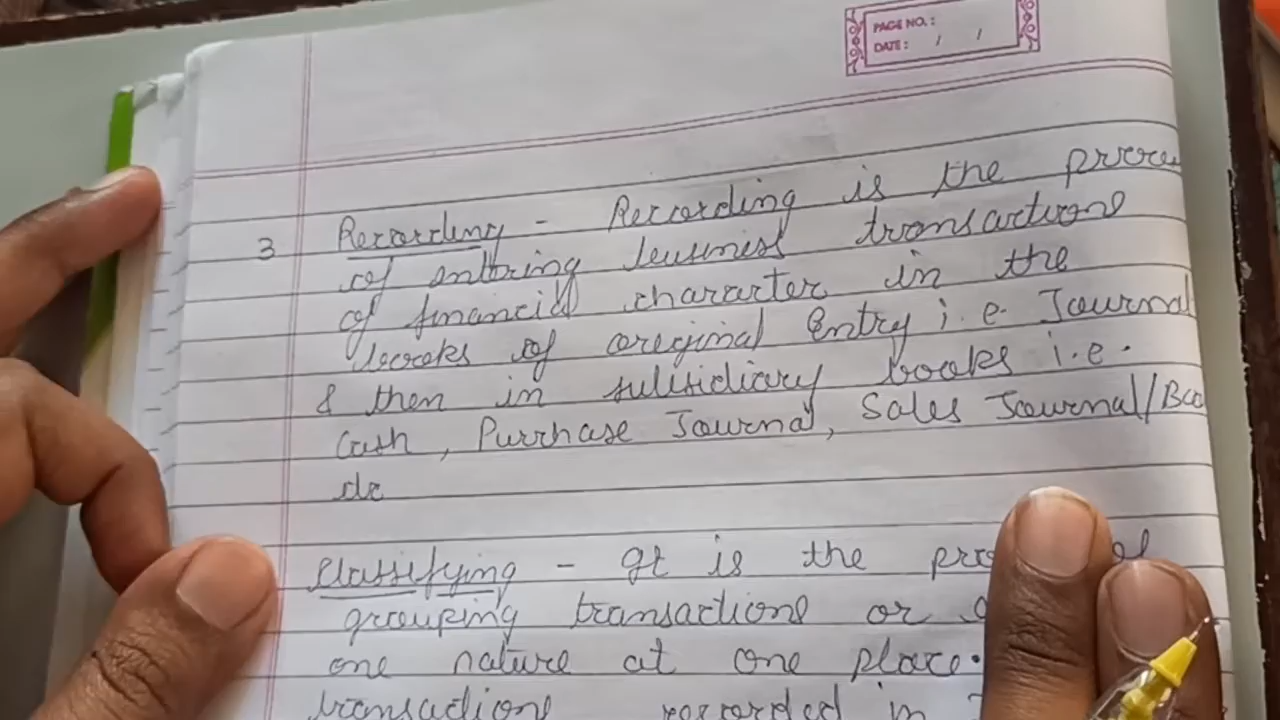 PAGE NO.:
DATE: / /
3 Recording - Recording is the
of entering business transactions
of financial character in the
books of original Entry i.e. Journal
& then in subsidiary books i.e.
Cash, Purchase Journal, Sales Journal/
Classifying - It is the
grouping transactions or
one nature at one place.
transactions recorded in